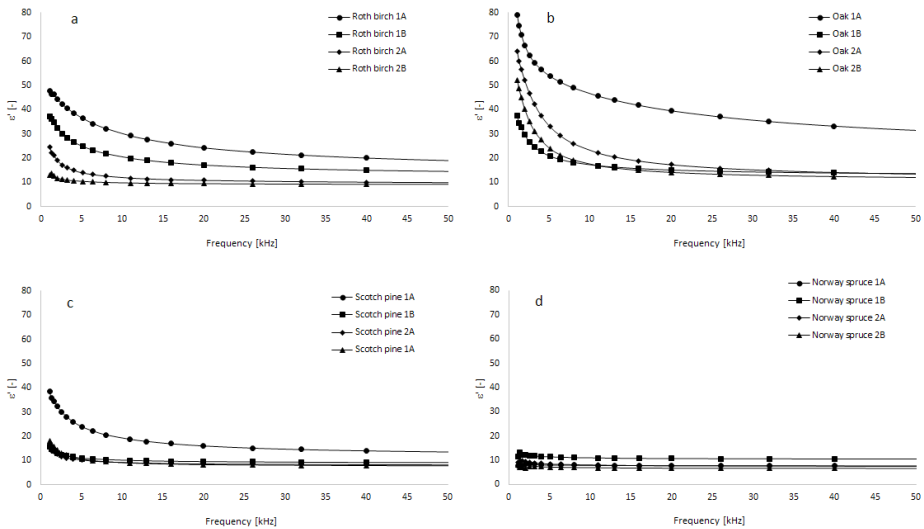 a
Roth birch 1A
Roth birch 1B
Roth birch 2A
Roth birch 2B
80
70
60
50
40
30
20
10
0
ε' [-]
0 5 10 15 20 25 30 35 40 45 50
Frequency [kHz]
b
Oak 1A
Oak 1B
Oak 2A
Oak 2B
80
70
60
50
40
30
20
10
0
ε' [-]
0 5 10 15 20 25 30 35 40 45 50
Frequency [kHz]
c
Scotch pine 1A
Scotch pine 1B
Scotch pine 2A
Scotch pine 1A
80
70
60
50
40
30
20
10
0
ε' [-]
0 5 10 15 20 25 30 35 40 45 50
Frequency [kHz]
d
Norway spruce 1A
Norway spruce 1B
Norway spruce 2A
Norway spruce 2B
80
70
60
50
40
30
20
10
0
ε' [-]
0 5 10 15 20 25 30 35 40 45 50
Frequency [kHz]